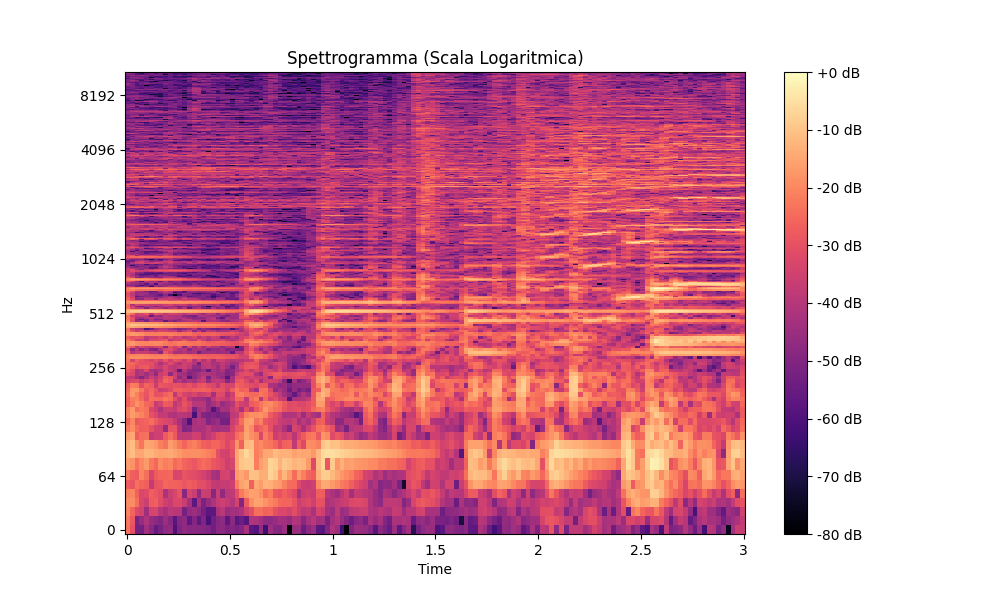 Spettrogramma (Scala Logaritmica)
Hz
8192
4096
2048
1024
512
256
128
64
0
0
0.5
1
1.5
2
2.5
3
Time
+0 dB
-10 dB
-20 dB
-30 dB
-40 dB
-50 dB
-60 dB
-70 dB
-80 dB